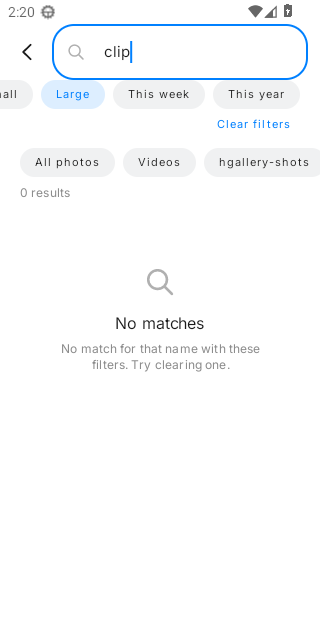 2:20
clip
all
Large
This week
This year
Clear filters
All photos
Videos
hgallery-shots
0 results
No matches
No match for that name with these
filters. Try clearing one.